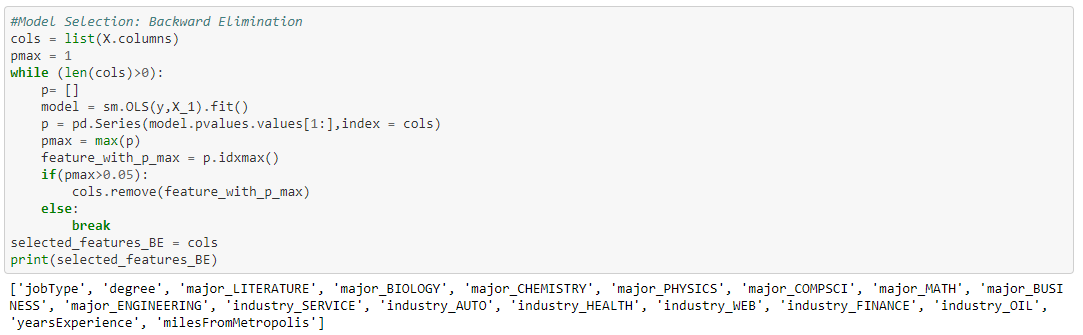 #Model Selection: Backward Elimination
cols = list(X.columns)
pmax = 1
while (len(cols)>0):
    p= []
    model = sm.OLS(y,X_1).fit()
    p = pd.Series(model.pvalues.values[1:],index = cols)
    pmax = max(p)
    feature_with_p_max = p.idxmax()
    if(pmax>0.05):
        cols.remove(feature_with_p_max)
    else:
        break
selected_features_BE = cols
print(selected_features_BE)
['jobType', 'degree', 'major_LITERATURE', 'major_BIOLOGY', 'major_CHEMISTRY', 'major_PHYSICS', 'major_COMPSCI', 'major_MATH', 'major_BUSI
NESS', 'major_ENGINEERING', 'industry_SERVICE', 'industry_AUTO', 'industry_HEALTH', 'industry_WEB', 'industry_FINANCE', 'industry_OIL',
'yearsExperience', 'milesFromMetropolis']